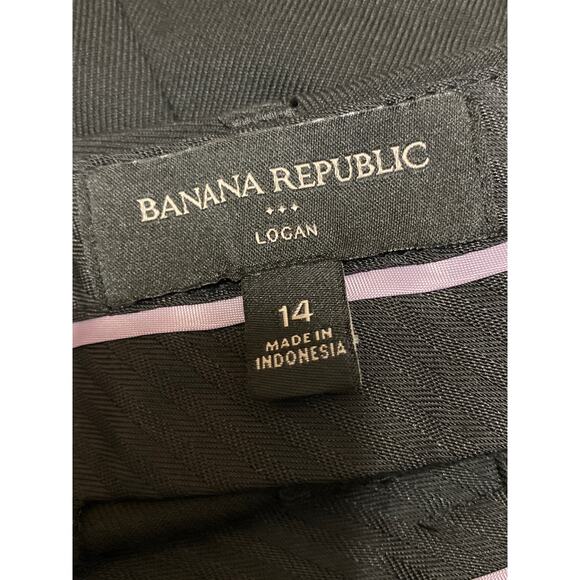 BANANA REPUBLIC
LOGAN
14
MADE IN
INDONESIA